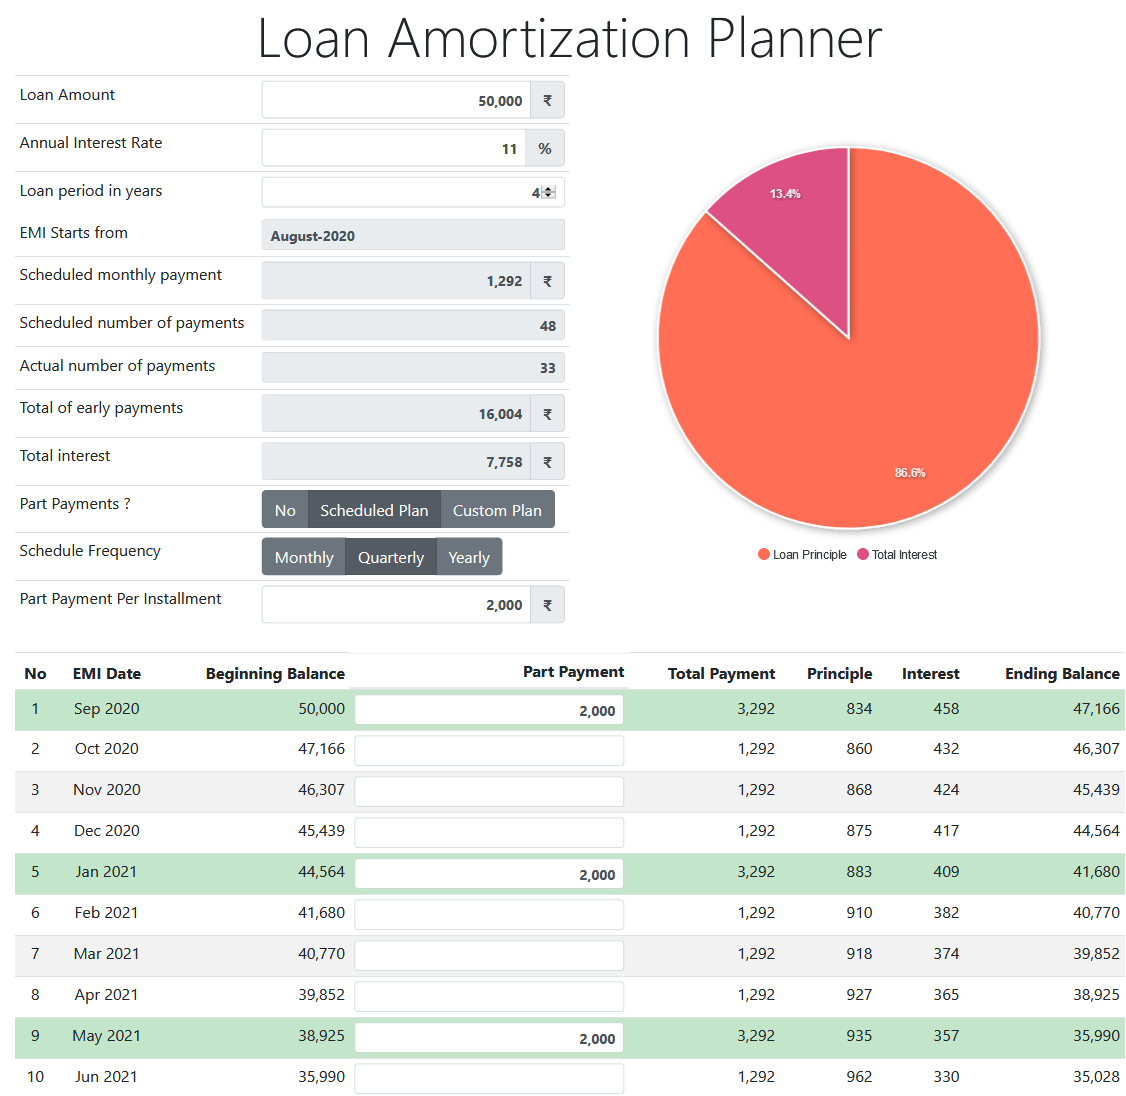 Loan Amortization Planner
Loan Amount 50,000 ₹
Annual Interest Rate 11 %
Loan period in years 4
EMI Starts from August-2020
Scheduled monthly payment 1,292 ₹
Scheduled number of payments 48
Actual number of payments 33
Total of early payments 16,004 ₹
Total interest 7,758 ₹
Part Payments ? No Scheduled Plan Custom Plan
Schedule Frequency Monthly Quarterly Yearly
Part Payment Per Installment 2,000 ₹
13.4%
86.6%
Loan Principle Total Interest
No EMI Date Beginning Balance Part Payment Total Payment Principle Interest Ending Balance
1 Sep 2020 50,000 2,000 3,292 834 458 47,166
2 Oct 2020 47,166 1,292 860 432 46,307
3 Nov 2020 46,307 1,292 868 424 45,439
4 Dec 2020 45,439 1,292 875 417 44,564
5 Jan 2021 44,564 2,000 3,292 883 409 41,680
6 Feb 2021 41,680 1,292 910 382 40,770
7 Mar 2021 40,770 1,292 918 374 39,852
8 Apr 2021 39,852 1,292 927 365 38,925
9 May 2021 38,925 2,000 3,292 935 357 35,990
10 Jun 2021 35,990 1,292 962 330 35,028